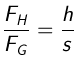 F_H / F_G = h / s